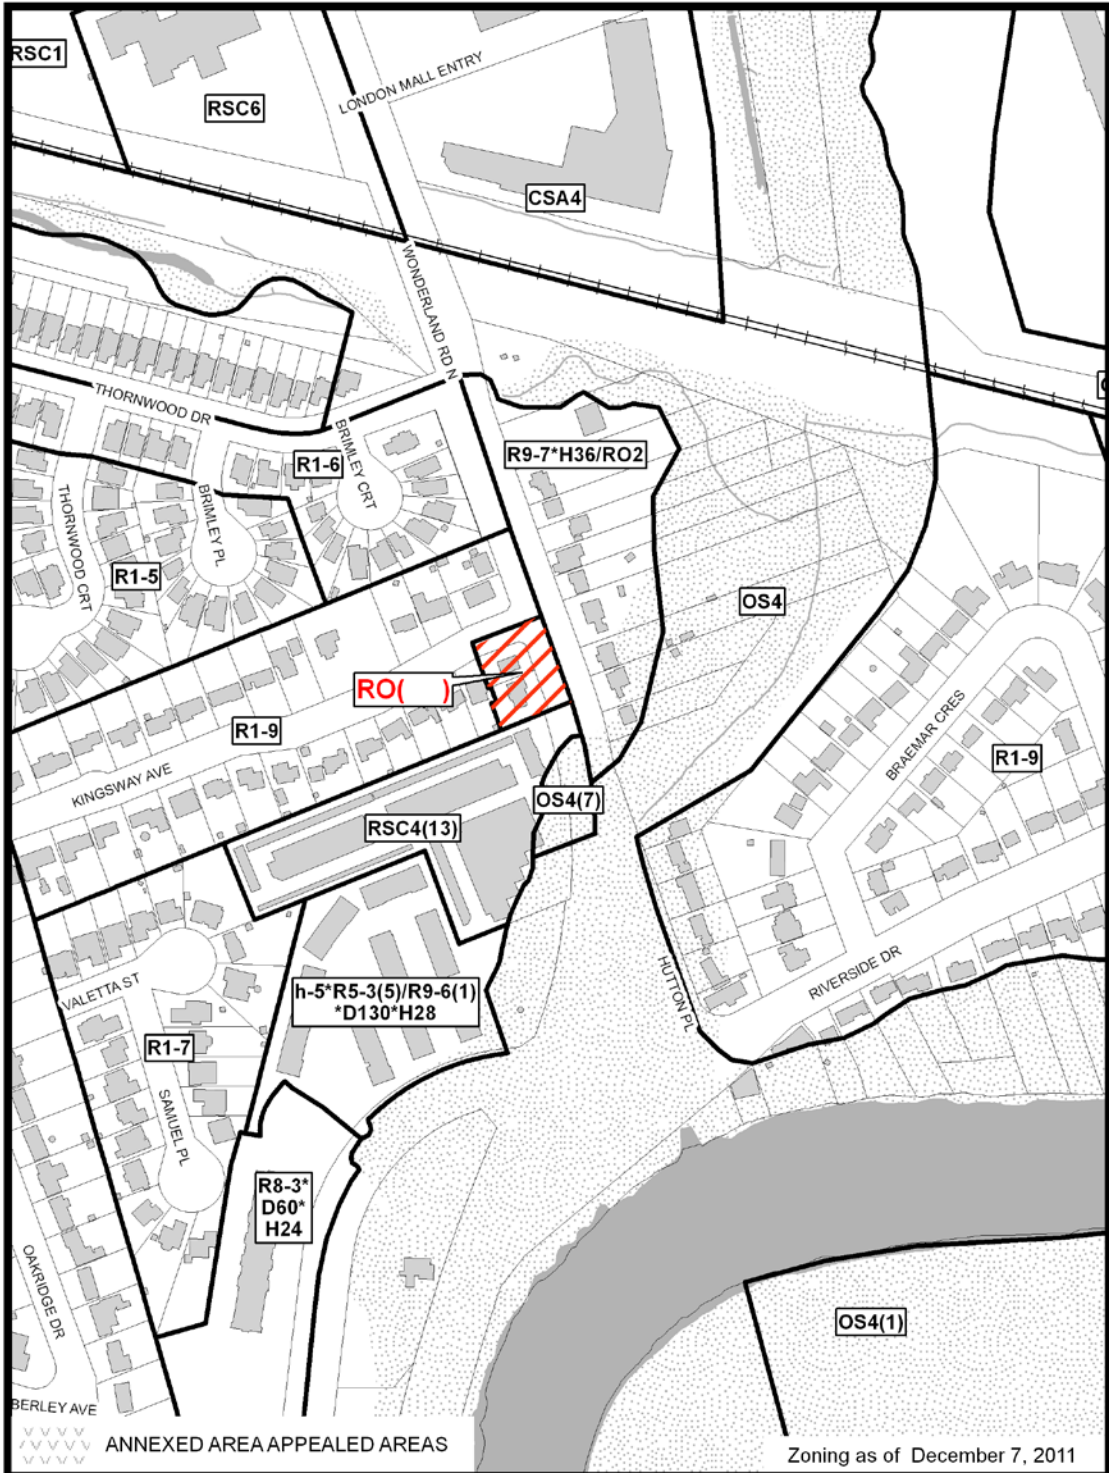 RSC1
RSC6
LONDON MALL ENTRY
CSA4
WONDERLAND RD N
THORNWOOD DR
BRIMLEY CRT
R1-6
R9-7*H36/RO2
THORNWOOD CRT
BRIMLEY PL
R1-5
OS4
RO( )
R1-9
KINGSWAY AVE
BRAEMAR CRES
R1-9
OS4(7)
RSC4(13)
VALETTA ST
h-5*R5-3(5)/R9-6(1)
*D130*H28
HUTTON PL
RIVERSIDE DR
R1-7
SAMUEL PL
R8-3*
D60*
H24
OAKRIDGE DR
OS4(1)
BERLEY AVE
ANNEXED AREA APPEALED AREAS
Zoning as of December 7, 2011